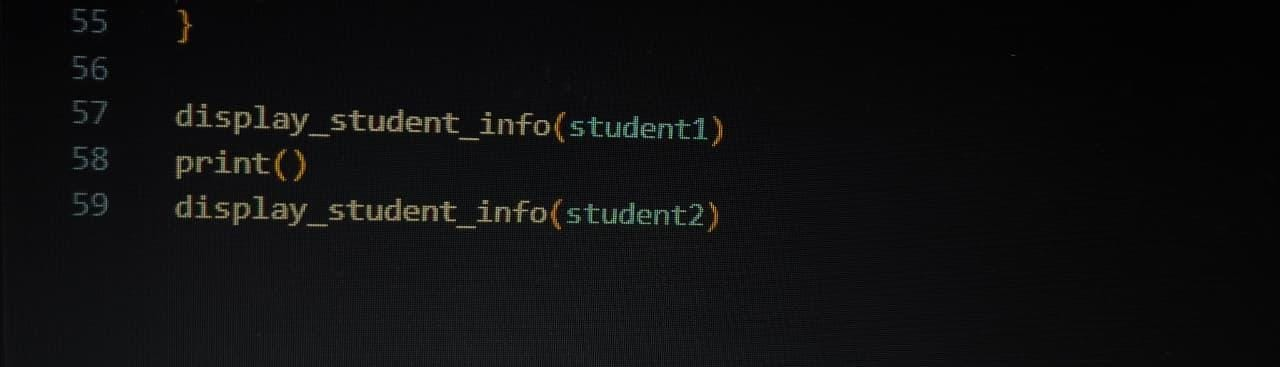 55 }
56
57 display_student_info(student1)
58 print()
59 display_student_info(student2)